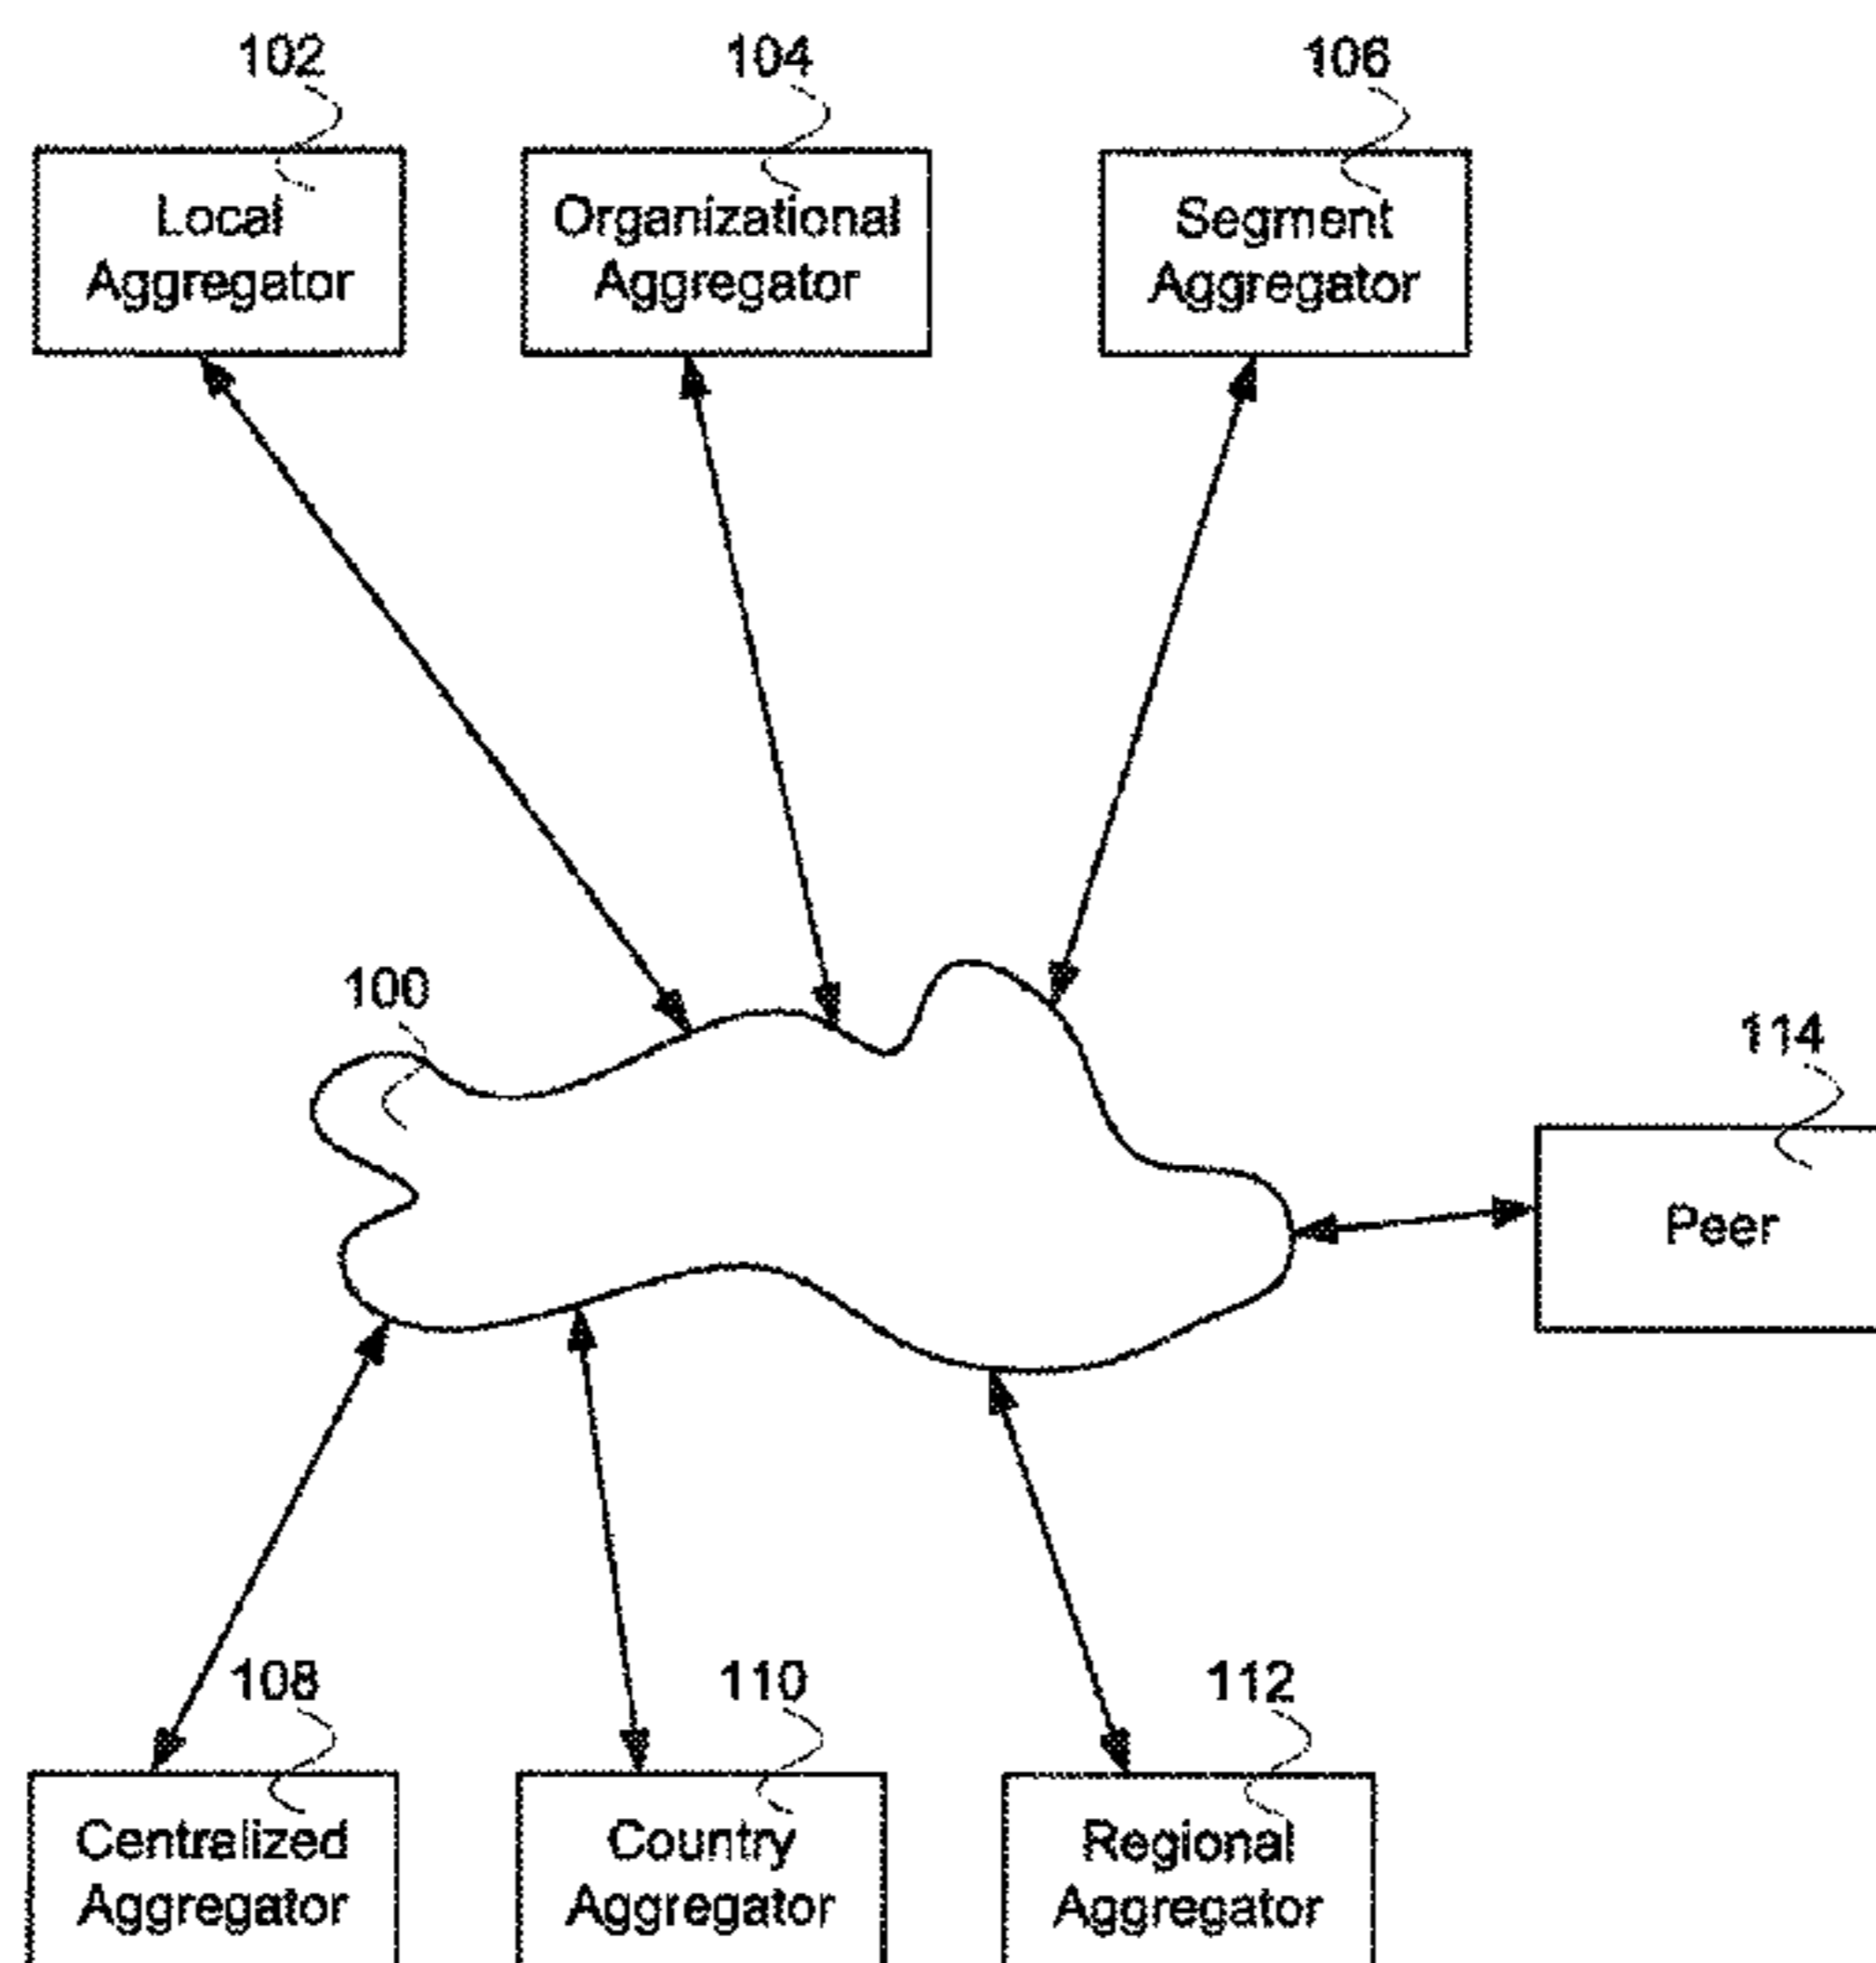 102
104
106
Local
Aggregator
Organizational
Aggregator
Segment
Aggregator
100
114
Peer
108
110
112
Centralized
Aggregator
Country
Aggregator
Regional
Aggregator